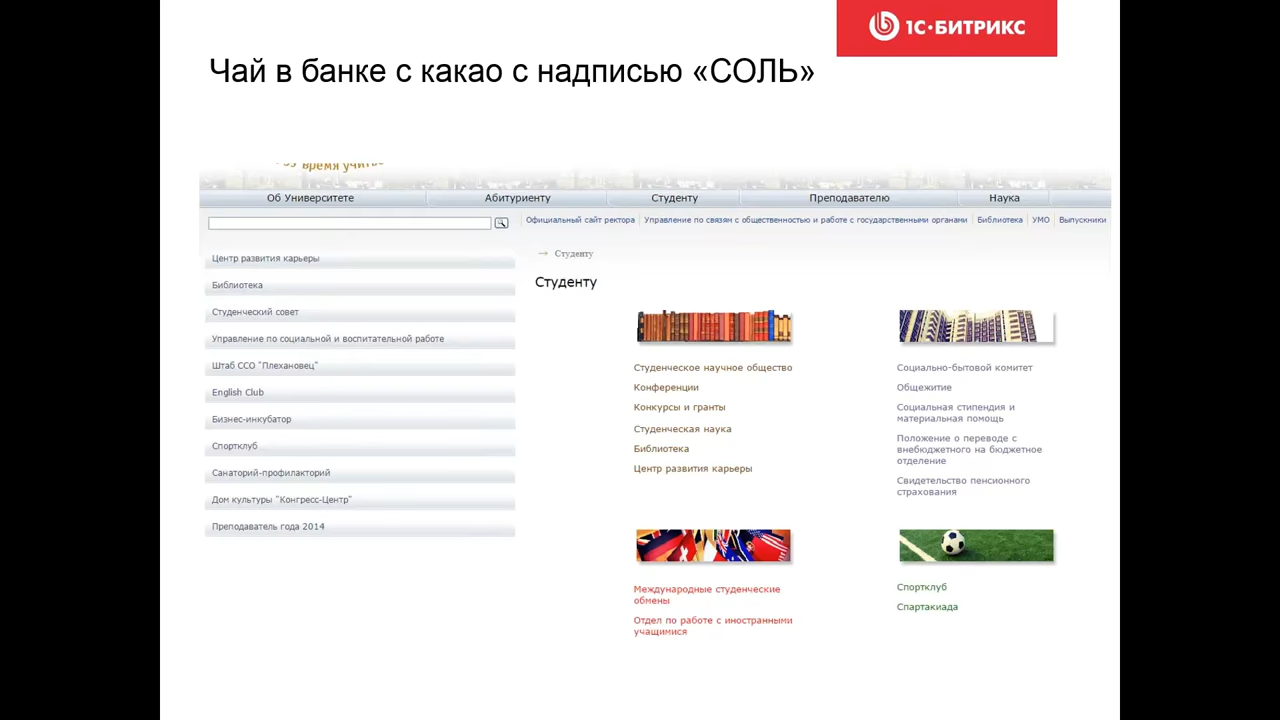 1С·БИТРИКС
Чай в банке с какао с надписью «СОЛЬ»
время учить
Об Университете
Абитуриенту
Студенту
Преподавателю
Наука
Официальный сайт ректора
Управление по связям с общественностью и работе с государственными органами
Библиотека
УМО
Выпускники
Центр развития карьеры
Библиотека
Студенческий совет
Управление по социальной и воспитательной работе
Штаб ССО "Плехановец"
English Club
Бизнес-инкубатор
Спортклуб
Санаторий-профилакторий
Дом культуры "Конгресс-Центр"
Преподаватель года 2014
→ Студенту
Студенту
Студенческое научное общество
Конференции
Конкурсы и гранты
Студенческая наука
Библиотека
Центр развития карьеры
Социально-бытовой комитет
Общежитие
Социальная стипендия и
материальная помощь
Положение о переводе с
внебюджетного на бюджетное
отделение
Свидетельство пенсионного
страхования
Международные студенческие
обмены
Отдел по работе с иностранными
учащимися
Спортклуб
Спартакиада